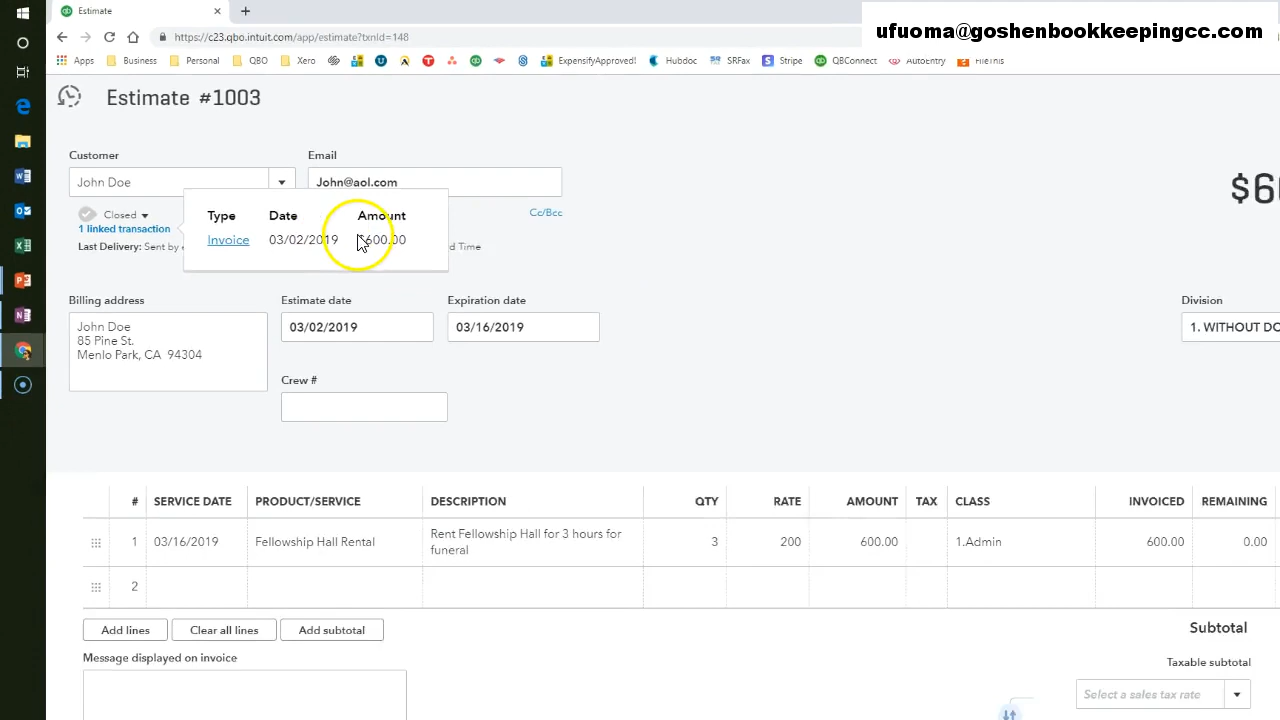 Estimate
ufuoma@goshenbookkeepingcc.com
https://c23.qbo.intuit.com/app/estimate?txnId=148
Apps Business Personal QBO Xero ExpensifyApproved! Hubdoc SRFax Stripe QBConnect AutoEntry FileThis
Estimate #1003
Customer Email
John Doe John@aol.com
$60
Closed Cc/Bcc
1 linked transaction
Last Delivery: Sent by d Time
Type Date Amount
Invoice 03/02/2019 $600.00
Billing address Estimate date Expiration date Division
John Doe
85 Pine St.
Menlo Park, CA 94304
03/02/2019 03/16/2019 1. WITHOUT DO
Crew #
# SERVICE DATE PRODUCT/SERVICE DESCRIPTION QTY RATE AMOUNT TAX CLASS INVOICED REMAINING
1 03/16/2019 Fellowship Hall Rental Rent Fellowship Hall for 3 hours for
funeral 3 200 600.00 1.Admin 600.00 0.00
2
Add lines Clear all lines Add subtotal Subtotal
Message displayed on invoice Taxable subtotal
Select a sales tax rate